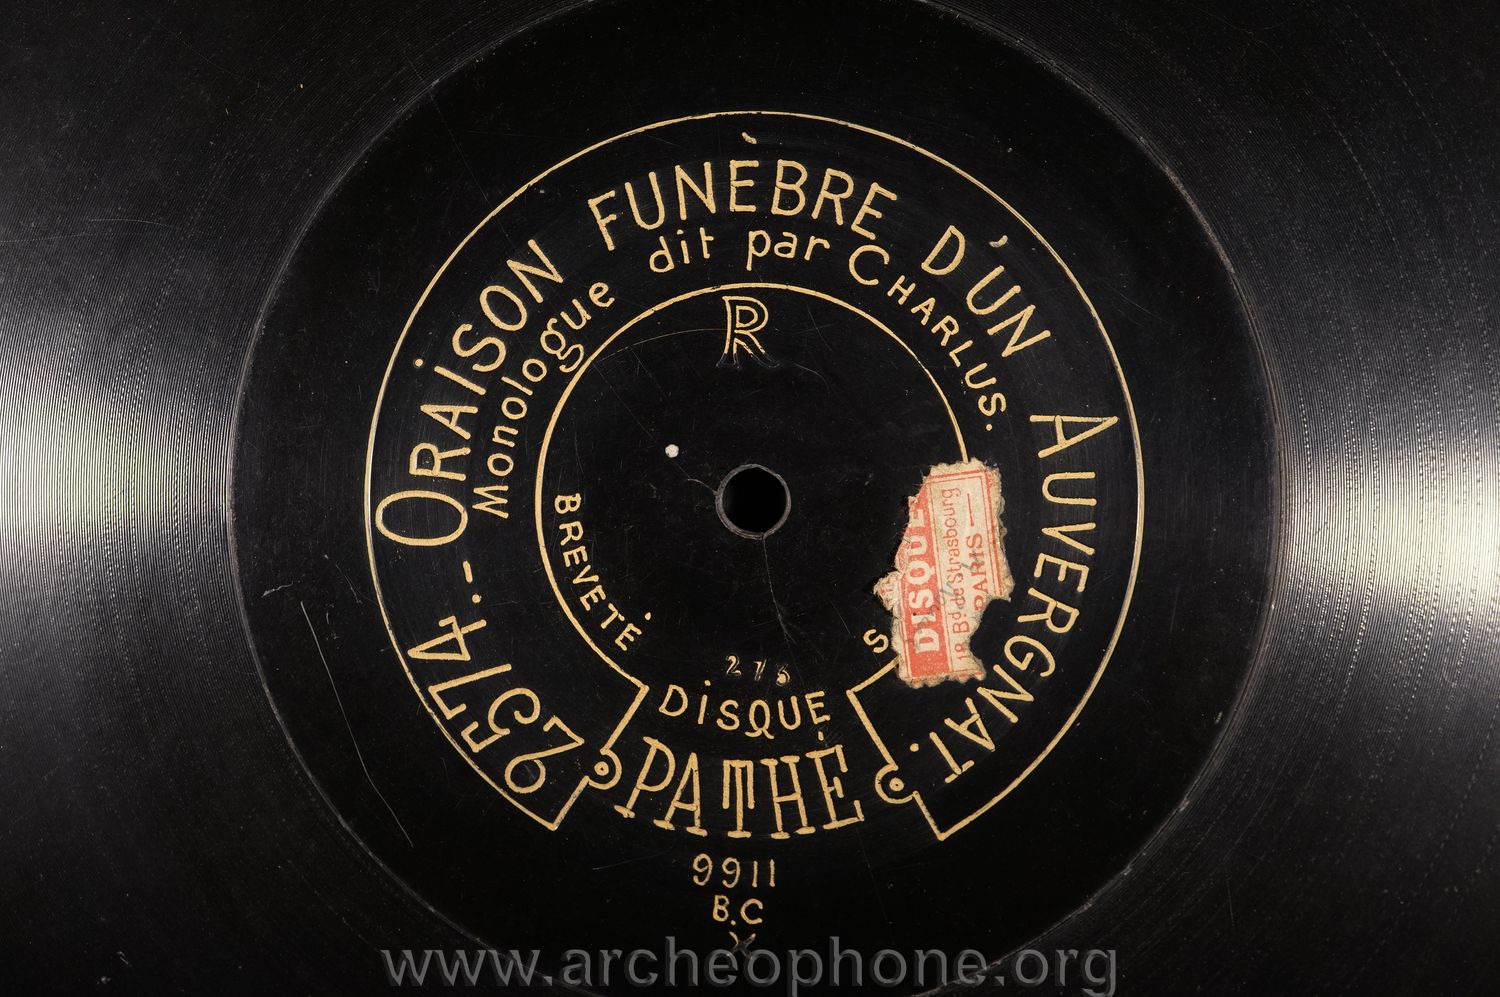 2574.- ORAISON FUNÈBRE D'UN AUVERGNAT.
Monologue dit par CHARLUS.
R
BREVETÉ
S
DISQUE
18 Bd de Strasbourg
PARIS
276
DISQUE
PATHÉ
9911
B.C
X
www.archeophone.org